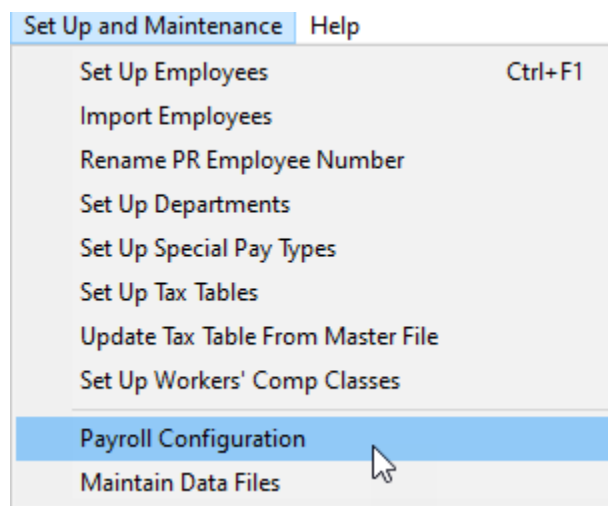 Set Up and Maintenance Help
Set Up Employees Ctrl+F1
Import Employees
Rename PR Employee Number
Set Up Departments
Set Up Special Pay Types
Set Up Tax Tables
Update Tax Table From Master File
Set Up Workers' Comp Classes
Payroll Configuration
Maintain Data Files